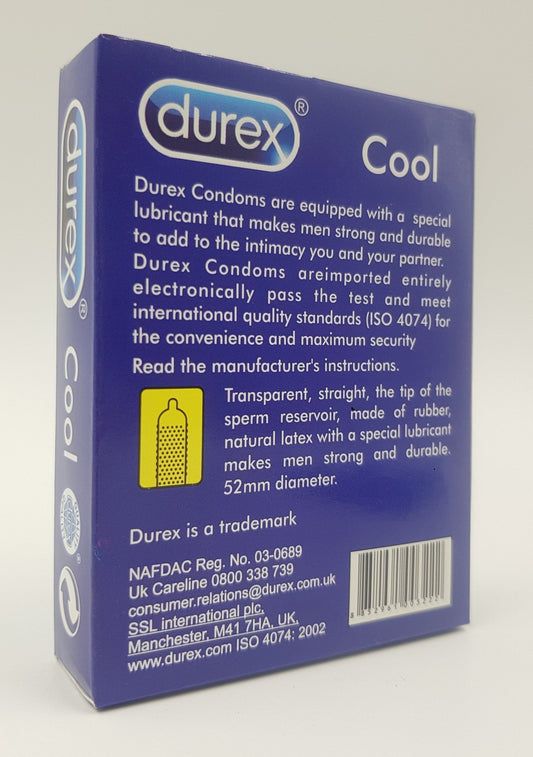 durex®
Cool
Durex Condoms are equipped with a special
lubricant that makes men strong and durable
to add to the intimacy you and your partner.
Durex Condoms areimported entirely
electronically pass the test and meet
international quality standards (ISO 4074) for
the convenience and maximum security
Read the manufacturer's instructions.
Transparent, straight, the tip of the
sperm reservoir, made of rubber,
natural latex with a special lubricant
makes men strong and durable.
52mm diameter.
Durex is a trademark
NAFDAC Reg. No. 03-0689
Uk Careline 0800 338 739
consumer.relations@durex.com.uk
SSL international plc.
Manchester, M41 7HA, UK.
www.durex.com ISO 4074: 2002
durex®
Cool